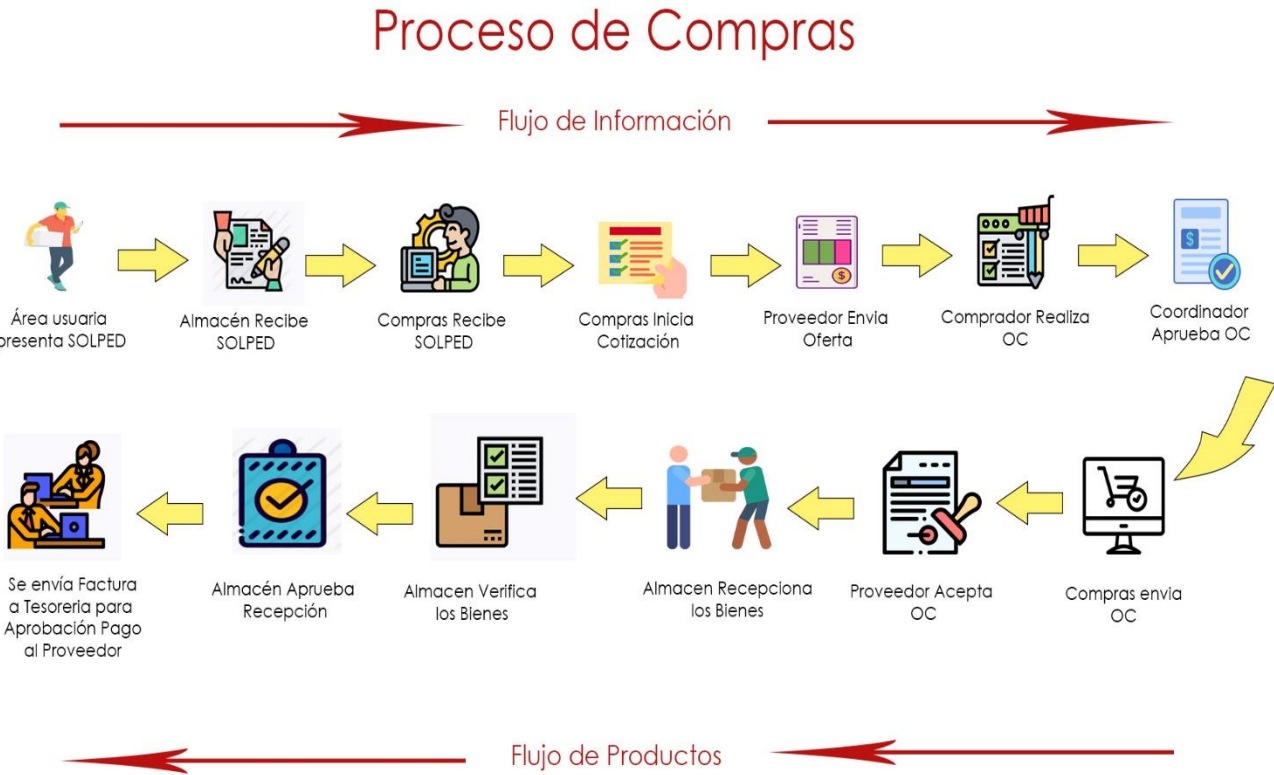 Proceso de Compras
Flujo de Información
Área usuaria
presenta SOLPED
Almacén Recibe
SOLPED
Compras Recibe
SOLPED
Compras Inicia
Cotización
Proveedor Envia
Oferta
Comprador Realiza
OC
Coordinador
Aprueba OC
Se envía Factura
a Tesoreria para
Aprobación Pago
al Proveedor
Almacén Aprueba
Recepción
Almacen Verifica
los Bienes
Almacen Recepciona
los Bienes
Proveedor Acepta
OC
Compras envia
OC
Flujo de Productos